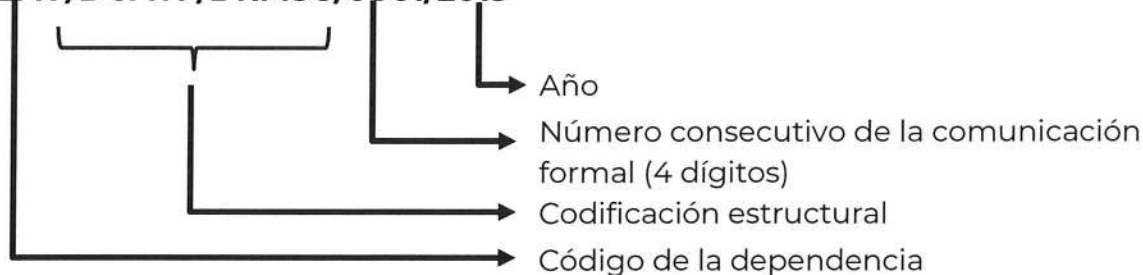 Año
Número consecutivo de la comunicación
formal (4 dígitos)
Codificación estructural
Código de la dependencia